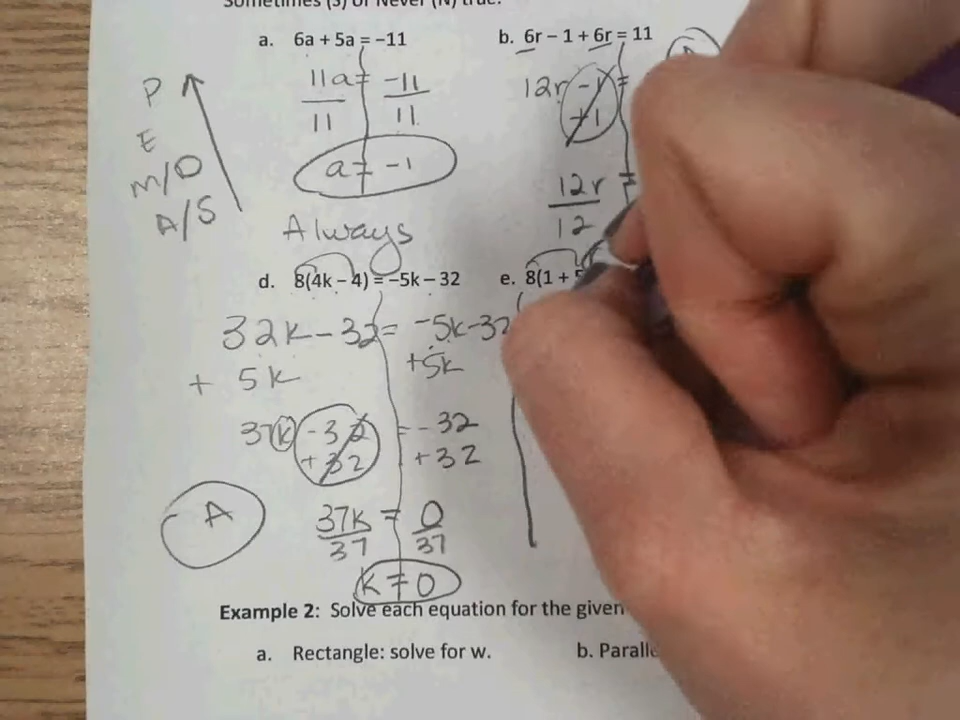 Sometimes (S) or Never (N) true.
a. 6a + 5a = −11
11a = −11
11 11
a = −1
Always
P
E
M/D
A/S
b. 6r − 1 + 6r = 11
12r − 1 =
+1
12r =
12
d. 8(4k − 4) = −5k − 32
32k − 32 = −5k − 32
+ 5k +5k
37k − 32 = − 32
+ 32 + 32
37k = 0
37 37
k = 0
A
e. 8(1 + 5
Example 2: Solve each equation for the given
a. Rectangle: solve for w.
b.